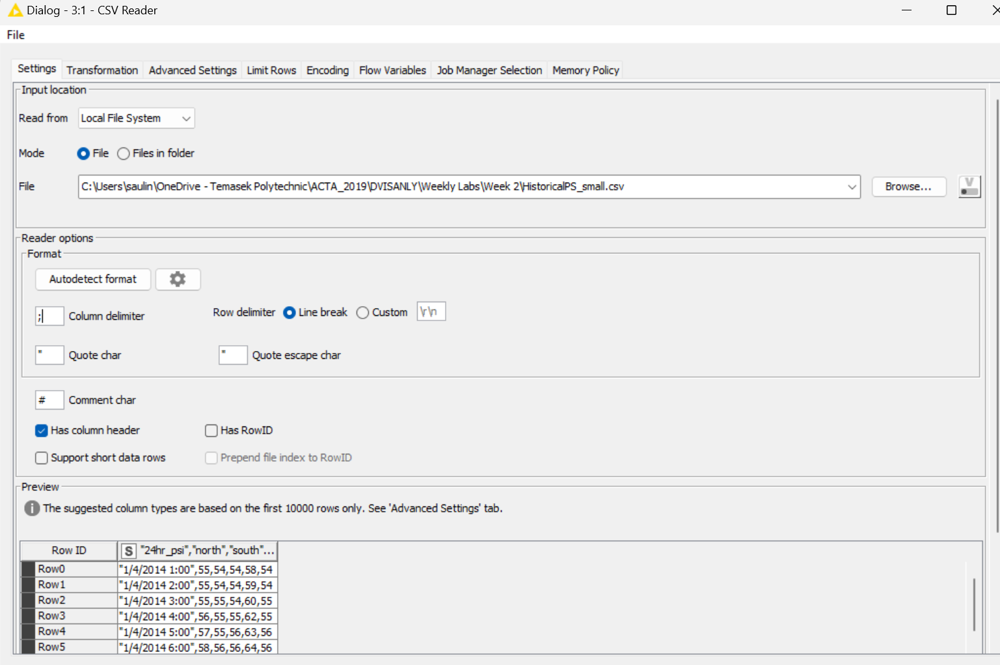 Dialog - 3:1 - CSV Reader
File
Settings Transformation Advanced Settings Limit Rows Encoding Flow Variables Job Manager Selection Memory Policy
Input location
Read from Local File System
Mode File Files in folder
File C:\Users\saulin\OneDrive - Temasek Polytechnic\ACTA_2019\DVISANLY\Weekly Labs\Week 2\HistoricalPS_small.csv Browse... V
Reader options
Format
Autodetect format
; Column delimiter Row delimiter Line break Custom \r\n
" Quote char " Quote escape char
# Comment char
Has column header Has RowID
Support short data rows Prepend file index to RowID
Preview
i The suggested column types are based on the first 10000 rows only. See 'Advanced Settings' tab.
Row ID S "24hr_psi","north","south"...
Row0 "1/4/2014 1:00",55,54,54,58,54
Row1 "1/4/2014 2:00",55,54,54,59,54
Row2 "1/4/2014 3:00",55,55,54,60,55
Row3 "1/4/2014 4:00",56,55,55,62,55
Row4 "1/4/2014 5:00",57,55,56,63,56
Row5 "1/4/2014 6:00",58,56,56,64,56